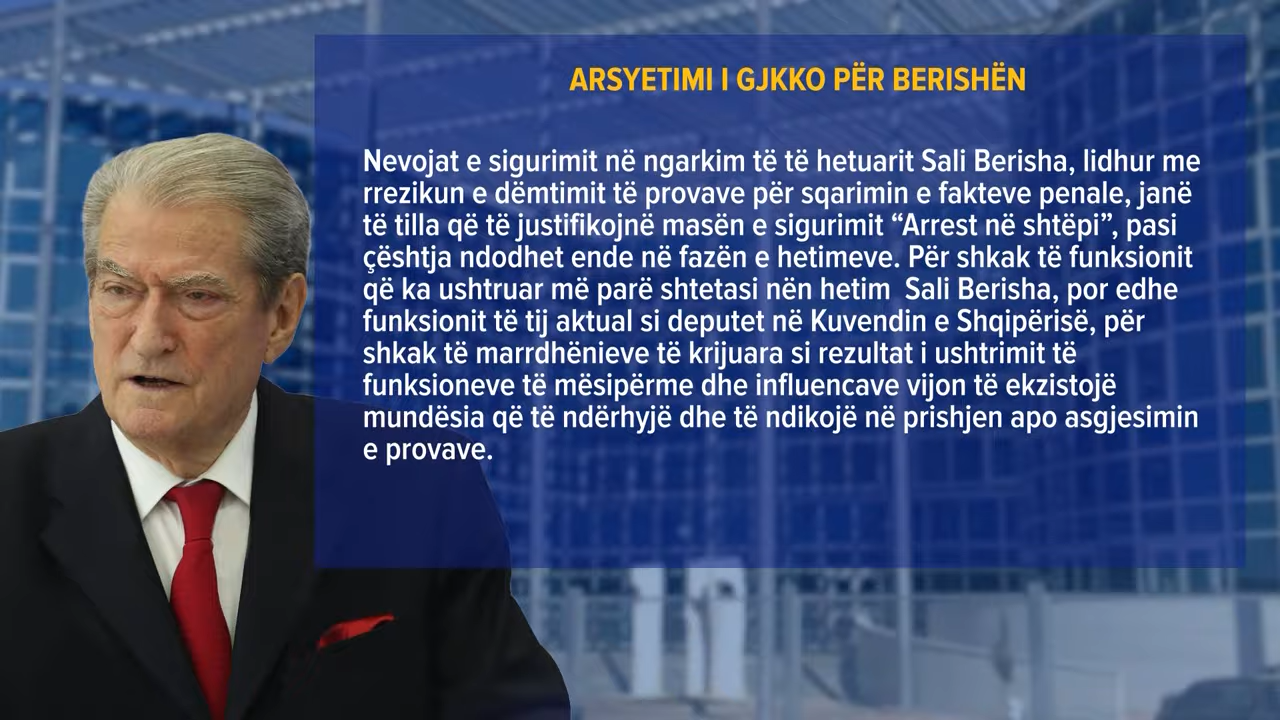 ARSYETIMI I GJKKO PËR BERISHËN
Nevojat e sigurimit në ngarkim të të hetuarit Sali Berisha, lidhur me
rrezikun e dëmtimit të provave për sqarimin e fakteve penale, janë
të tilla që të justifikojnë masën e sigurimit “Arrest në shtëpi”, pasi
çështja ndodhet ende në fazën e hetimeve. Për shkak të funksionit
që ka ushtruar më parë shtetasi nën hetim  Sali Berisha, por edhe
funksionit të tij aktual si deputet në Kuvendin e Shqipërisë, për
shkak të marrdhënieve të krijuara si rezultat i ushtrimit të
funksioneve të mësipërme dhe influencave vijon të ekzistojë
mundësia që të ndërhyjë dhe të ndikojë në prishjen apo asgjesimin
e provave.